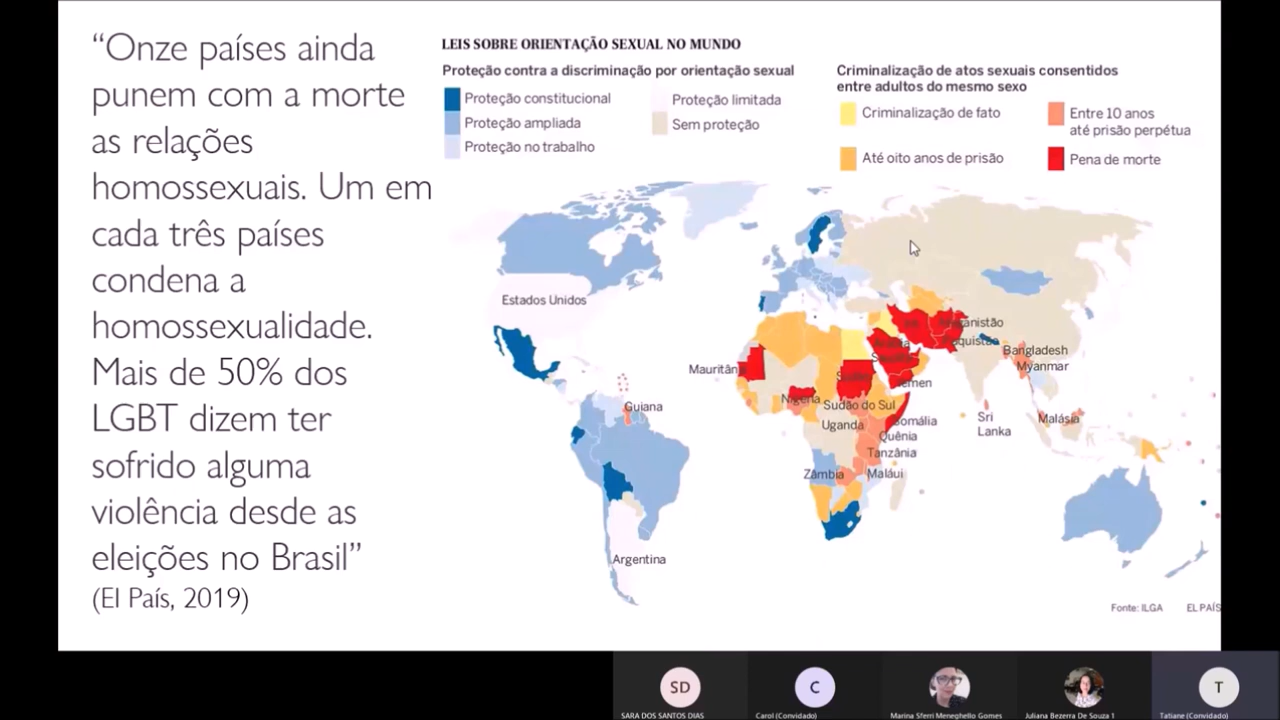 “Onze países ainda
punem com a morte
as relações
homossexuais. Um em
cada três países
condena a
homossexualidade.
Mais de 50% dos
LGBT dizem ter
sofrido alguma
violência desde as
eleições no Brasil”
(El País, 2019)
LEIS SOBRE ORIENTAÇÃO SEXUAL NO MUNDO
Proteção contra a discriminação por orientação sexual
Proteção constitucional
Proteção ampliada
Proteção no trabalho
Proteção limitada
Sem proteção
Criminalização de atos sexuais consentidos
entre adultos do mesmo sexo
Criminalização de fato
Até oito anos de prisão
Entre 10 anos
até prisão perpétua
Pena de morte
Estados Unidos
Guiana
Argentina
Mauritân
Nigéria
Sudão
Sudão do Sul
Uganda
Somália
Quênia
Tanzânia
Zâmbia
Maláui
Iêmen
Afeganistão
Paquistão
Bangladesh
Myanmar
Sri
Lanka
Malásia
Fonte: ILGA
EL PAÍS
SD
SARA DOS SANTOS DIAS
C
Carol (Convidado)
Marina Sferri Meneghello Gomes
Juliana Bezerra De Souza 1
T
Tatiane (Convidado)